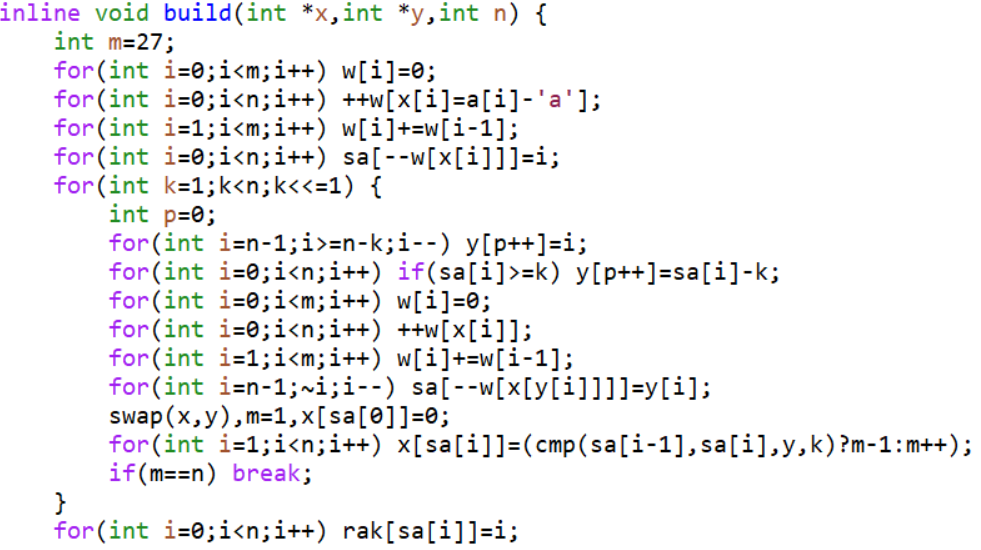 inline void build(int *x,int *y,int n) {
    int m=27;
    for(int i=0;i<m;i++) w[i]=0;
    for(int i=0;i<n;i++) ++w[x[i]=a[i]-'a'];
    for(int i=1;i<m;i++) w[i]+=w[i-1];
    for(int i=0;i<n;i++) sa[--w[x[i]]]=i;
    for(int k=1;k<n;k<<=1) {
        int p=0;
        for(int i=n-1;i>=n-k;i--) y[p++]=i;
        for(int i=0;i<n;i++) if(sa[i]>=k) y[p++]=sa[i]-k;
        for(int i=0;i<m;i++) w[i]=0;
        for(int i=0;i<n;i++) ++w[x[i]];
        for(int i=1;i<m;i++) w[i]+=w[i-1];
        for(int i=n-1;~i;i--) sa[--w[x[y[i]]]]=y[i];
        swap(x,y),m=1,x[sa[0]]=0;
        for(int i=1;i<n;i++) x[sa[i]]=(cmp(sa[i-1],sa[i],y,k)?m-1:m++);
        if(m==n) break;
    }
    for(int i=0;i<n;i++) rak[sa[i]]=i;